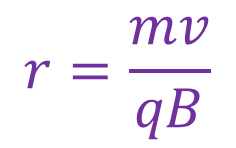 r = mv / qB